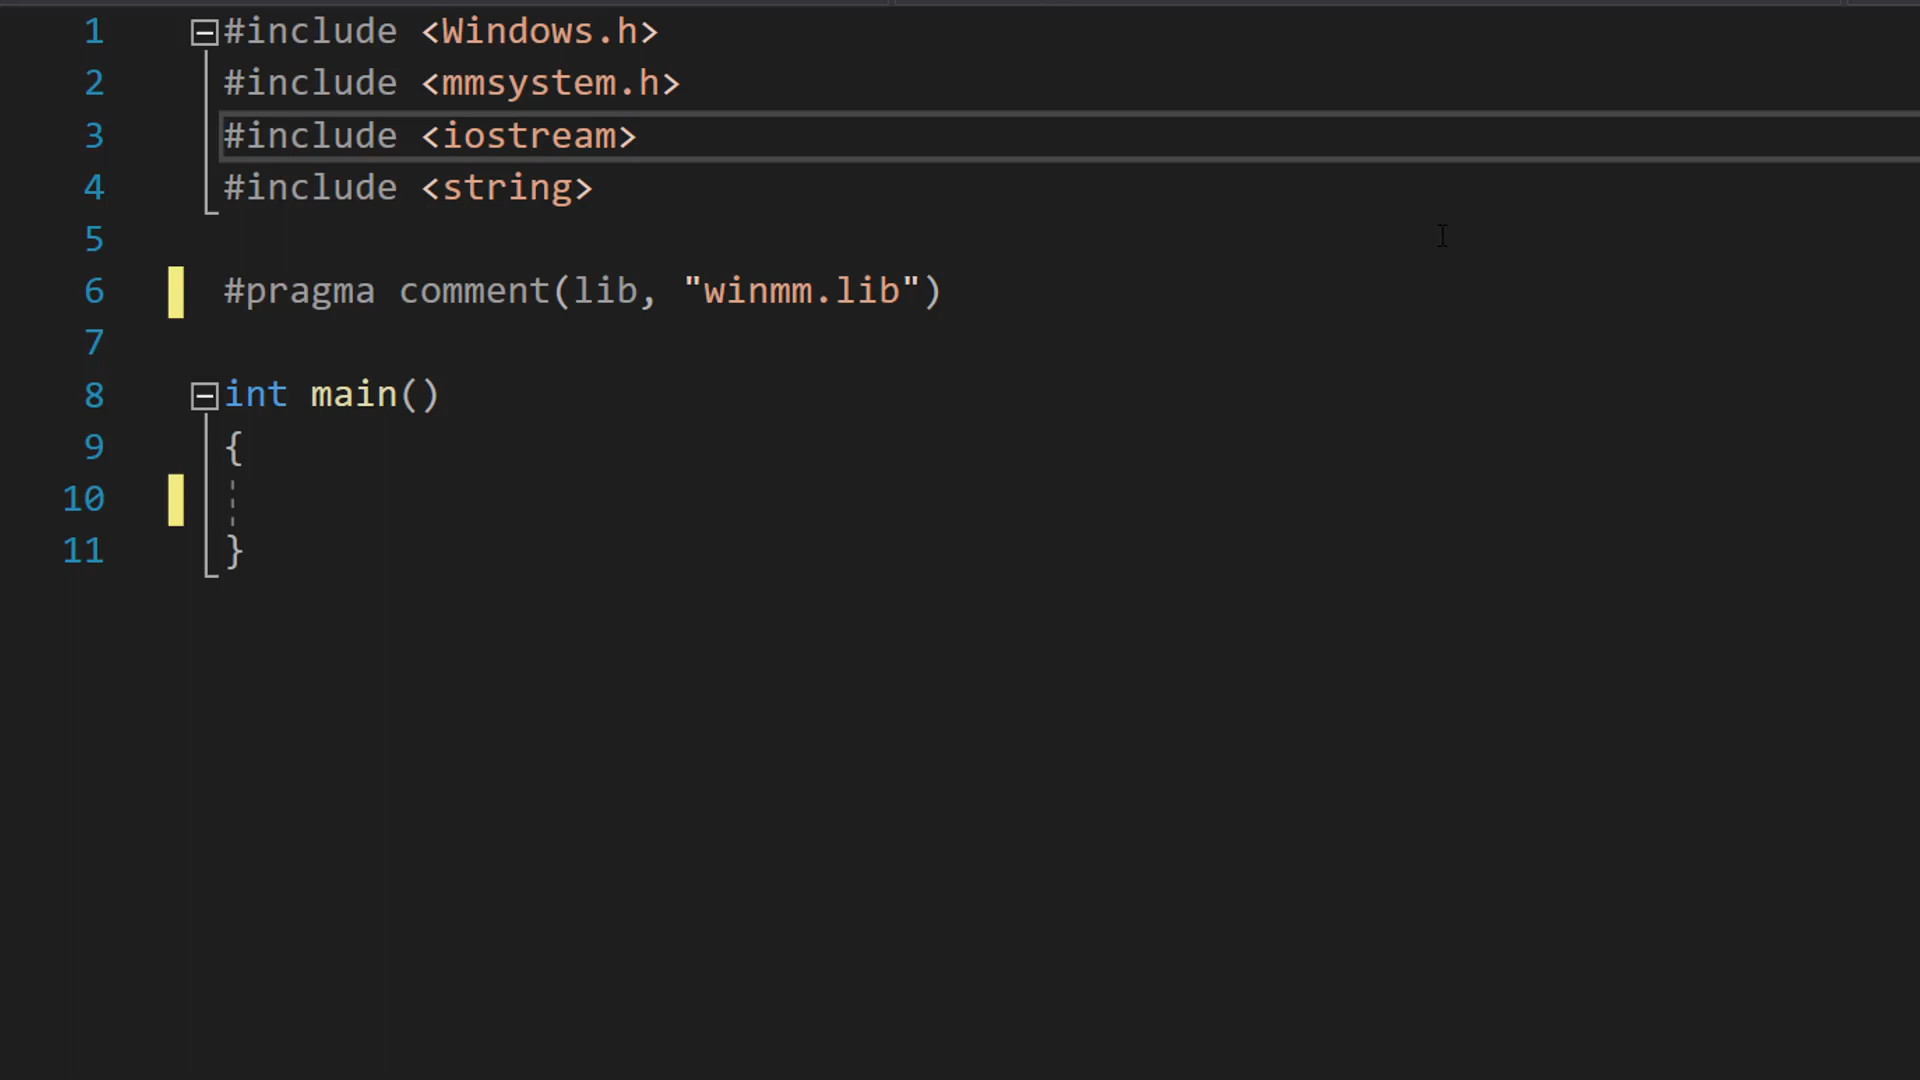 1 #include <Windows.h>
2 #include <mmsystem.h>
3 #include <iostream>
4 #include <string>
5
6 #pragma comment(lib, "winmm.lib")
7
8 int main()
9 {
10
11 }